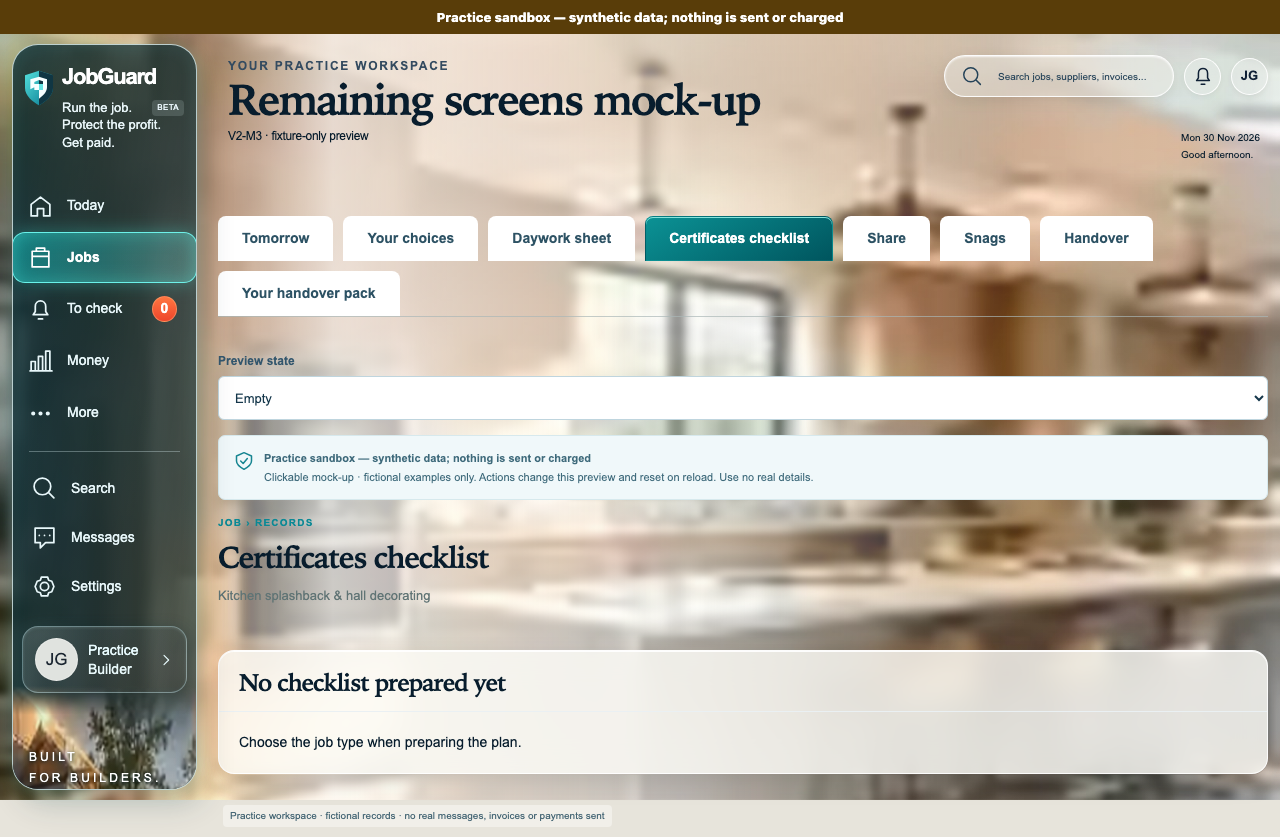 Practice sandbox — synthetic data; nothing is sent or charged
JobGuard
Run the job.
BETA
Protect the profit.
Get paid.
Today
Jobs
To check
0
Money
More
Search
Messages
Settings
JG
Practice
Builder
BUILT
FOR BUILDERS.
YOUR PRACTICE WORKSPACE
Remaining screens mock-up
V2-M3 · fixture-only preview
Search jobs, suppliers, invoices...
JG
Mon 30 Nov 2026
Good afternoon.
Tomorrow
Your choices
Daywork sheet
Certificates checklist
Share
Snags
Handover
Your handover pack
Preview state
Empty
Practice sandbox — synthetic data; nothing is sent or charged
Clickable mock-up · fictional examples only. Actions change this preview and reset on reload. Use no real details.
JOB › RECORDS
Certificates checklist
Kitchen splashback & hall decorating
No checklist prepared yet
Choose the job type when preparing the plan.
Practice workspace · fictional records · no real messages, invoices or payments sent